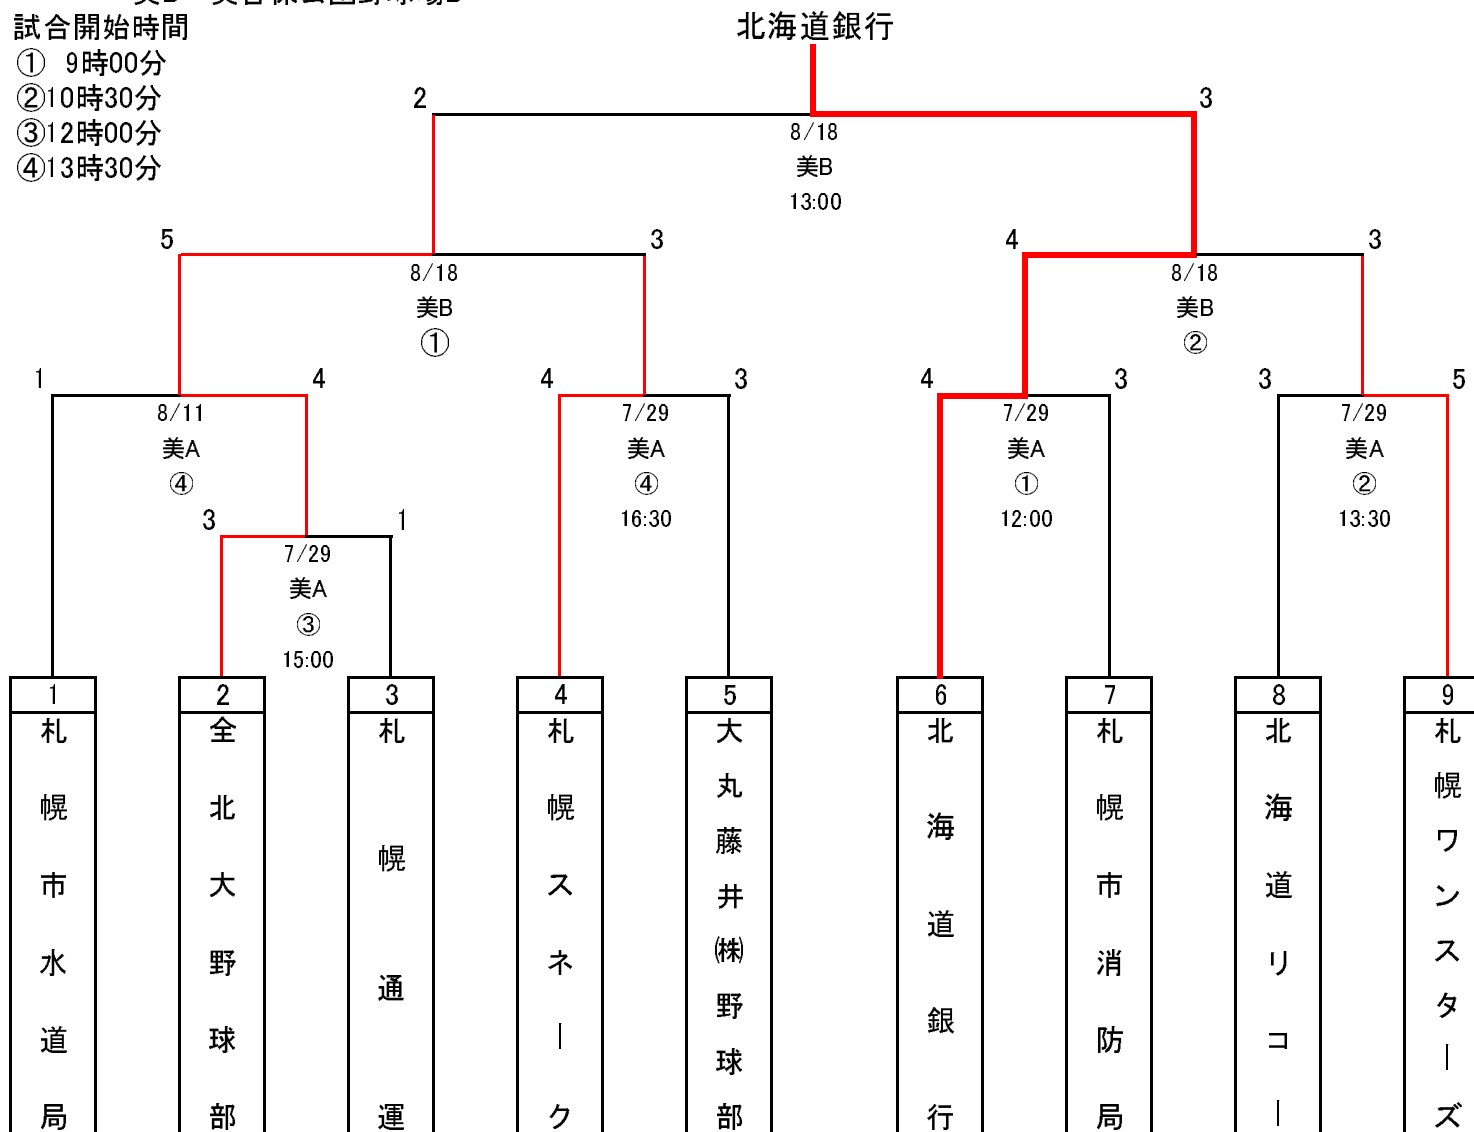 試合開始時間
① 9時00分
②10時30分
③12時00分
④13時30分
北海道銀行
2
3
8/18
美B
13:00
5
3
8/18
美B
①
4
3
8/18
美B
②
1
4
8/11
美A
④
4
3
7/29
美A
④
16:30
4
3
7/29
美A
①
12:00
3
5
7/29
美A
②
13:30
3
1
7/29
美A
③
15:00
1
札幌市水道局
2
全北大野球部
3
札幌通運
4
札幌スネーク
5
大丸藤井㈱野球部
6
北海道銀行
7
札幌市消防局
8
北海道リコー
9
札幌ワンスターズ